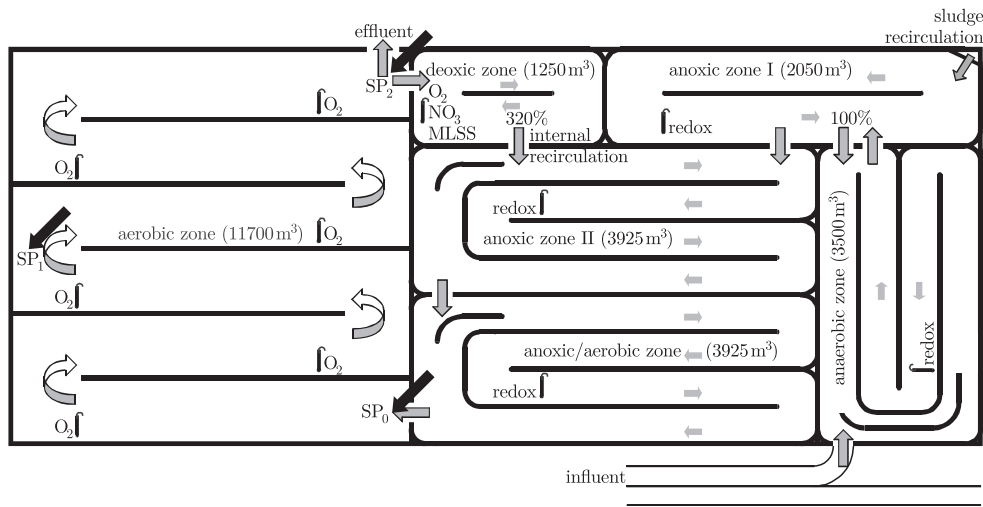 sludge
recirculation
effluent
SP₂
deoxic zone (1250 m³)
O₂
NO₃
MLSS
320%
internal
recirculation
anoxic zone I (2050 m³)
redox
100%
O₂
O₂
SP₁
aerobic zone (11700 m³)
O₂
O₂
O₂
O₂
SP₀
redox
anoxic zone II (3925 m³)
anoxic/aerobic zone (3925 m³)
redox
anaerobic zone (3500 m³)
redox
influent